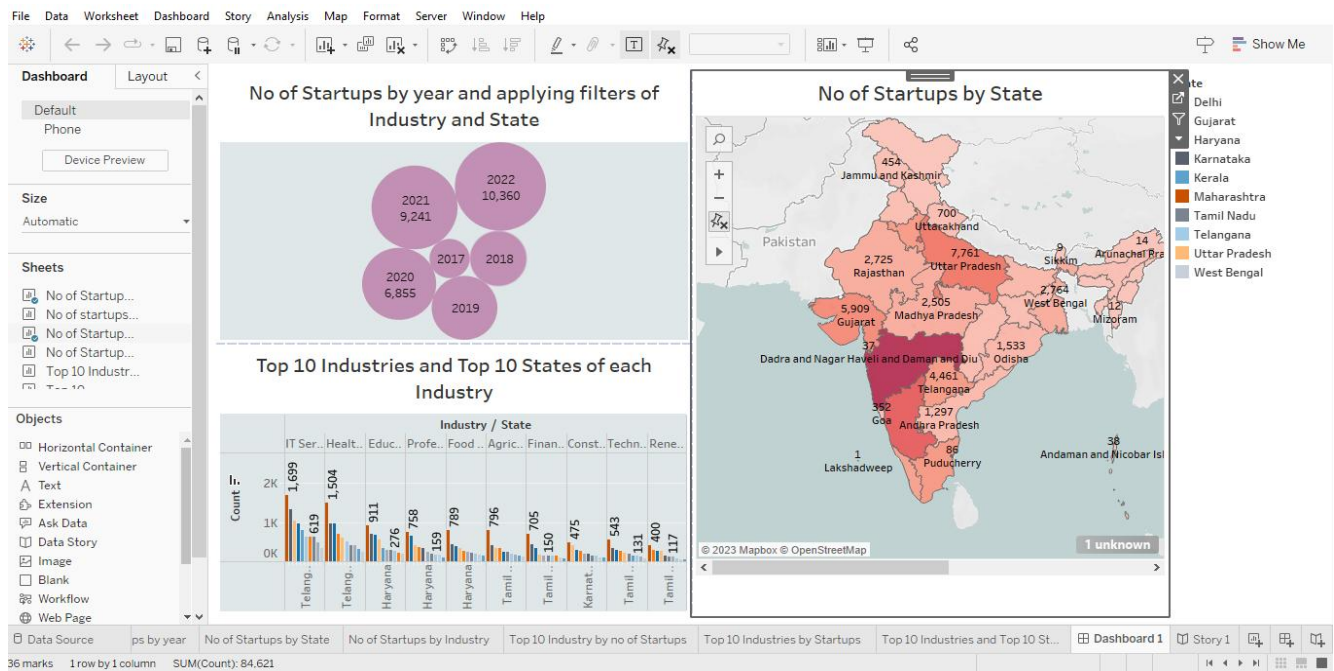 File Data Worksheet Dashboard Story Analysis Map Format Server Window Help
Show Me
Dashboard Layout
Default
Phone
Device Preview
Size
Automatic
Sheets
No of Startup...
No of startups...
No of Startup...
No of Startup...
Top 10 Industr...
Objects
Horizontal Container
Vertical Container
Text
Extension
Ask Data
Data Story
Image
Blank
Workflow
Web Page
No of Startups by year and applying filters of
Industry and State
2022
10,360
2021
9,241
2017
2018
2020
6,855
2019
Top 10 Industries and Top 10 States of each
Industry
Industry / State
IT Ser.. Healt.. Educ.. Profe.. Food .. Agric.. Finan.. Const.. Techn.. Rene..
Count
2K
1K
0K
1,699
619
1,504
911
276
758
159
789
796
705
150
475
543
131
400
117
Telang..
Telang..
Haryana
Haryana
Haryana
Tamil ..
Tamil ..
Karnat..
Tamil ..
Tamil ..
No of Startups by State
454
Jammu and Kashmir
700
Uttarakhand
Pakistan
2,725
Rajasthan
7,761
Uttar Pradesh
9
Sikkim
14
Arunachal Pra
5,909
Gujarat
2,505
Madhya Pradesh
2,764
West Bengal
12
Mizoram
37
Dadra and Nagar Haveli and Daman and Diu
1,533
Odisha
4,461
Telangana
352
Goa
1,297
Andhra Pradesh
1
Lakshadweep
86
Puducherry
38
Andaman and Nicobar Isl
© 2023 Mapbox © OpenStreetMap
1 unknown
te
Delhi
Gujarat
Haryana
Karnataka
Kerala
Maharashtra
Tamil Nadu
Telangana
Uttar Pradesh
West Bengal
Data Source ps by year No of Startups by State No of Startups by Industry Top 10 Industry by no of Startups Top 10 Industries by Startups Top 10 Industries and Top 10 St... Dashboard 1 Story 1
36 marks 1 row by 1 column SUM(Count): 84,621